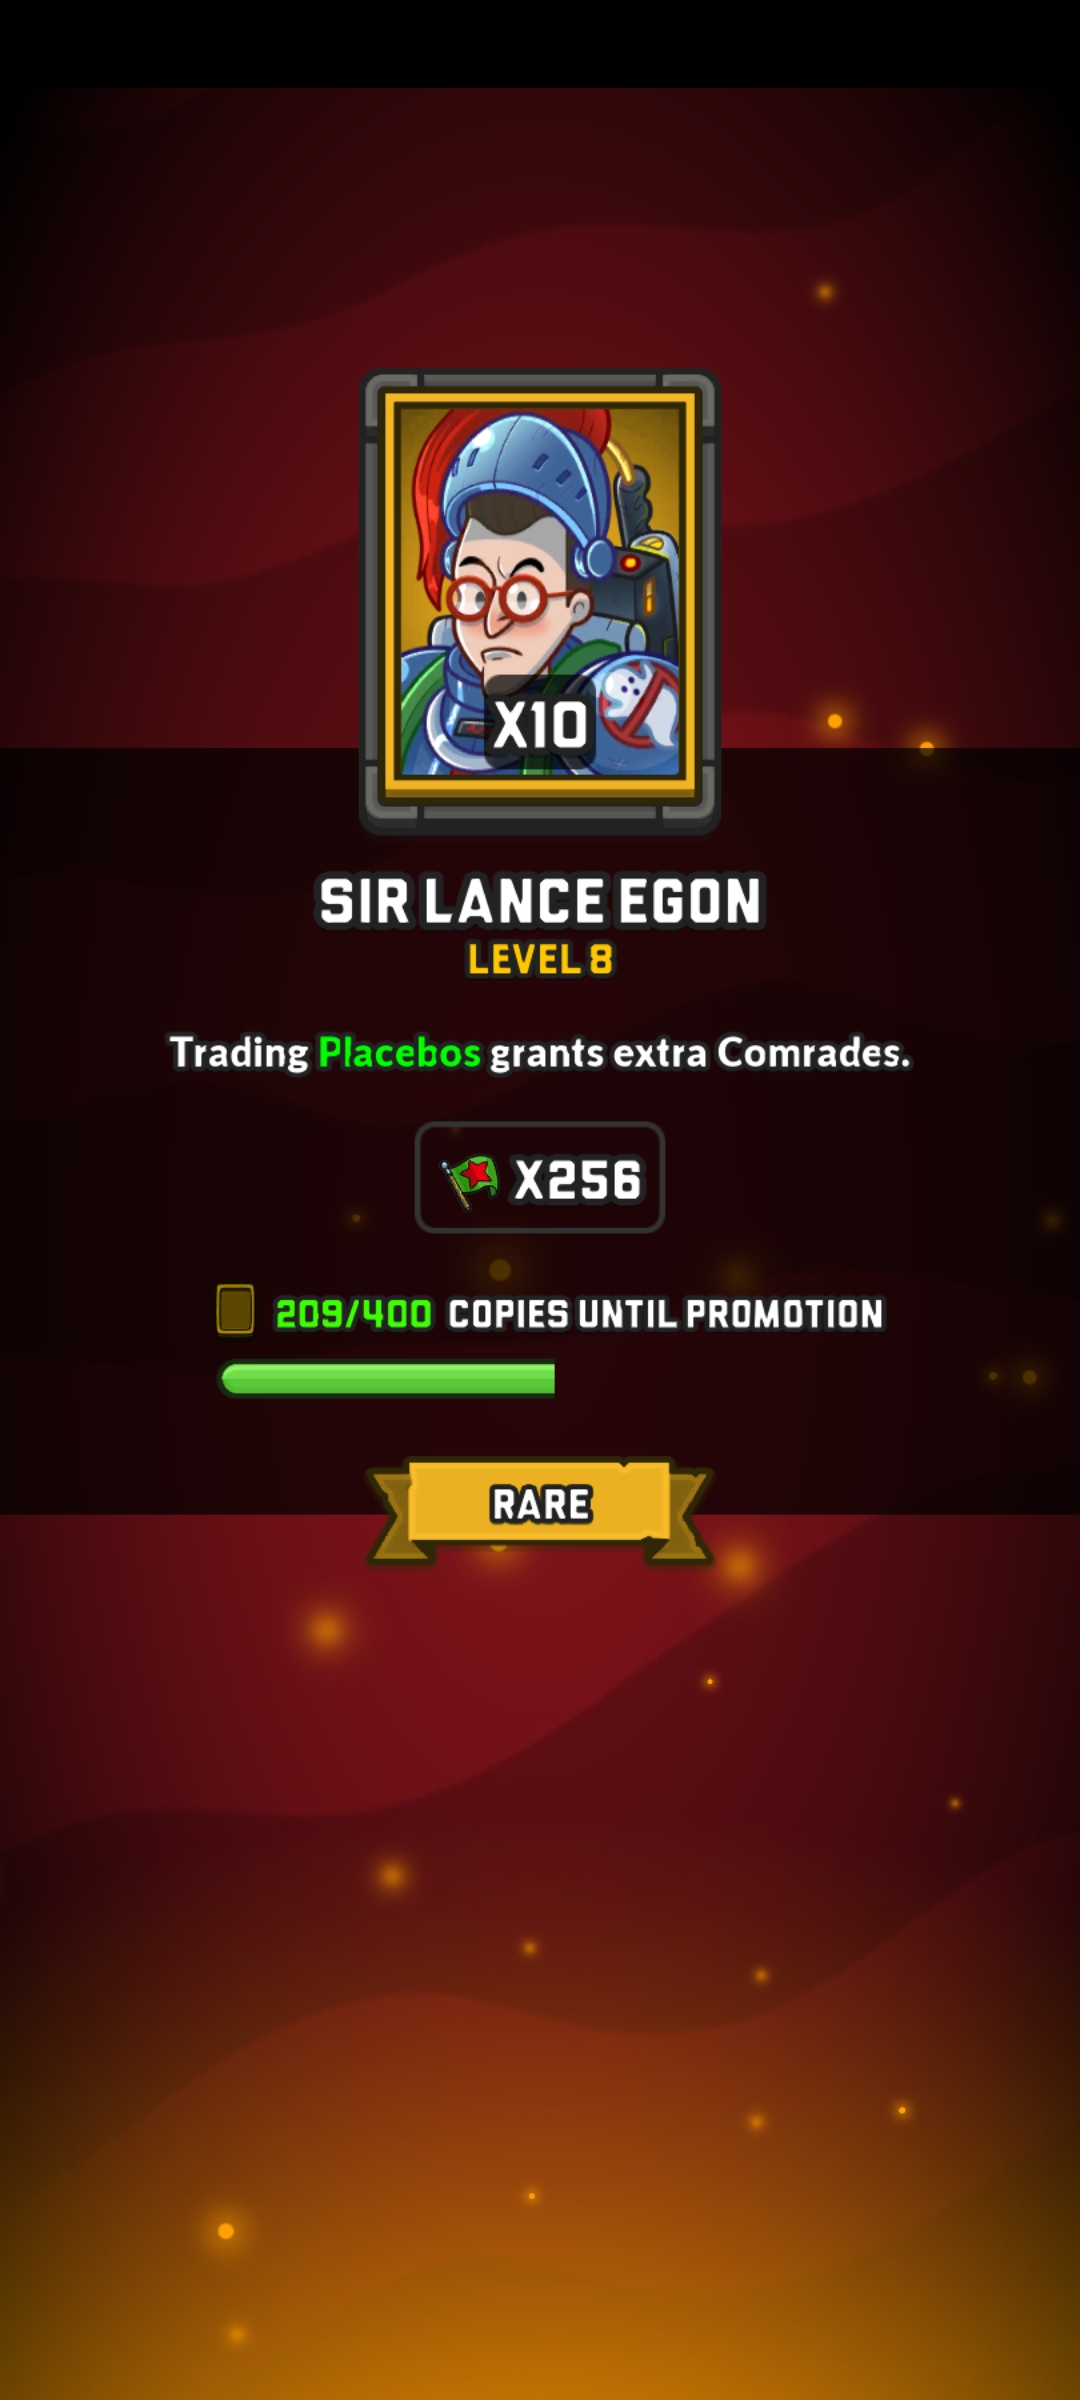 X10
SIR LANCE EGON
LEVEL 8
Trading Placebos grants extra Comrades.
X256
209/400 COPIES UNTIL PROMOTION
RARE